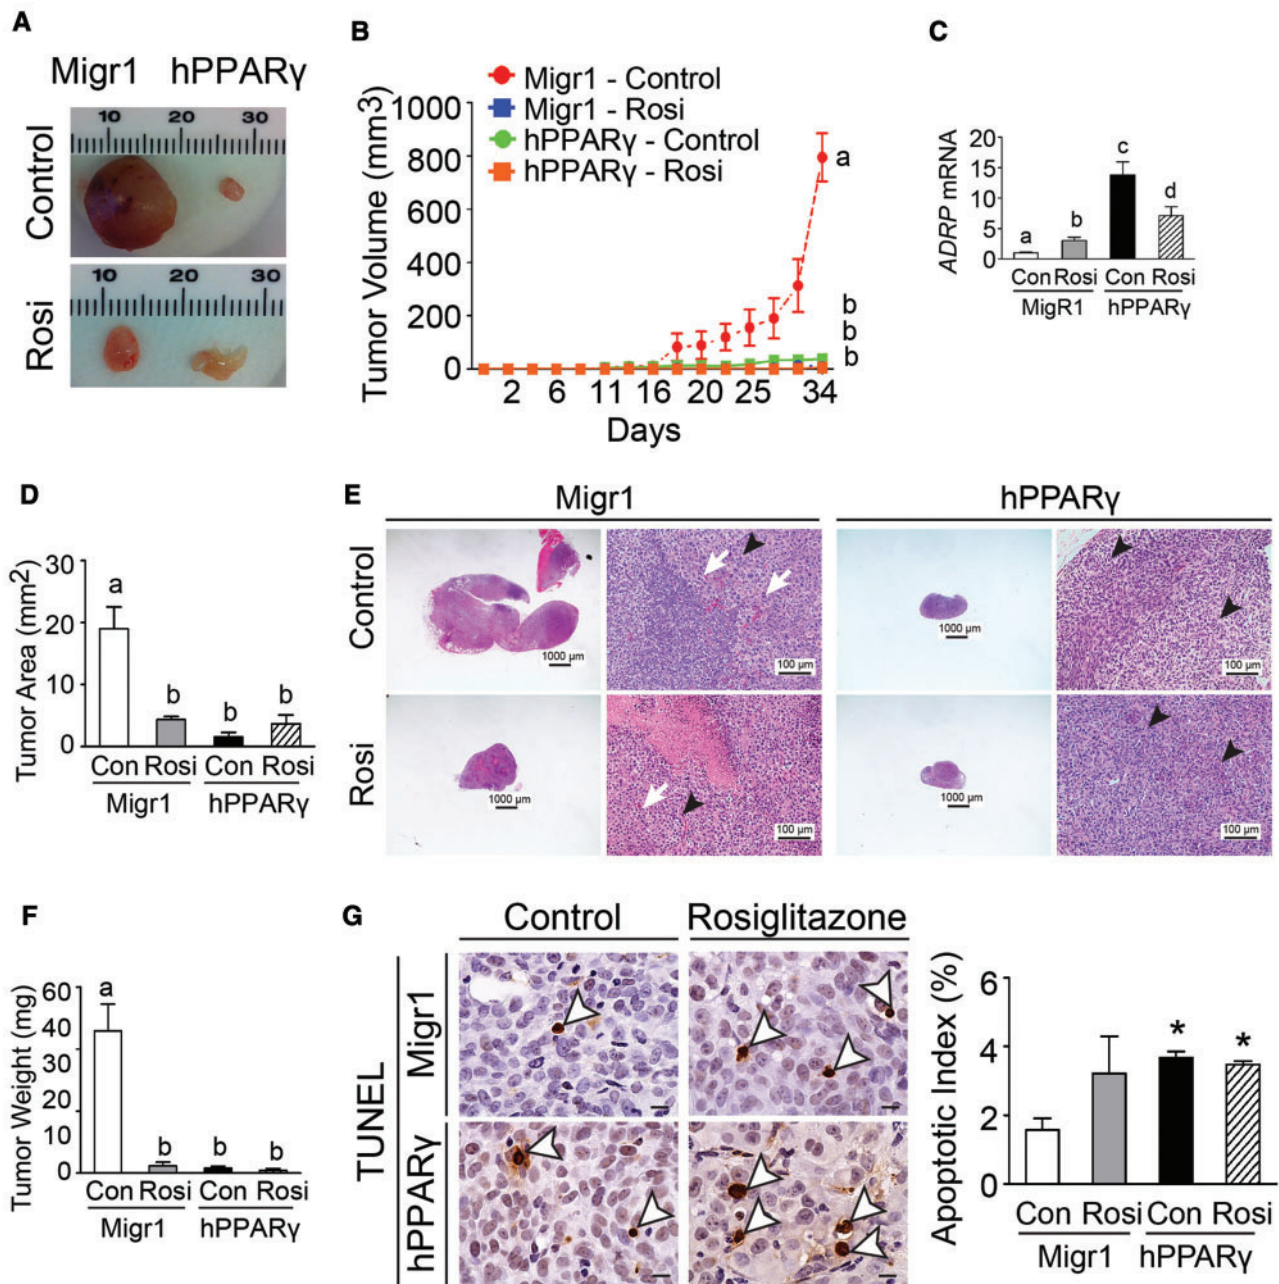 A
Migr1 hPPARγ
Control
10 20 30
Rosi
10 20 30
B
Migr1 - Control
Migr1 - Rosi
hPPARγ - Control
hPPARγ - Rosi
Tumor Volume (mm3)
1000
800
600
400
200
0
a
b
b
b
2 6 11 16 20 25 34
Days
C
ADRP mRNA
20
15
10
5
0
a b c d
Con Rosi Con Rosi
MigR1 hPPARγ
D
Tumor Area (mm2)
30
20
10
0
a b b b
Con Rosi Con Rosi
Migr1 hPPARγ
E
Migr1 hPPARγ
Control
1000 µm 100 µm 1000 µm 100 µm
Rosi
1000 µm 100 µm 1000 µm 100 µm
F
Tumor Weight (mg)
60
40
20
10
0
a b b b
Con Rosi Con Rosi
Migr1 hPPARγ
G
Control Rosiglitazone
TUNEL
Migr1
hPPARγ
Apoptotic Index (%)
6
4
2
0
* *
Con Rosi Con Rosi
Migr1 hPPARγ